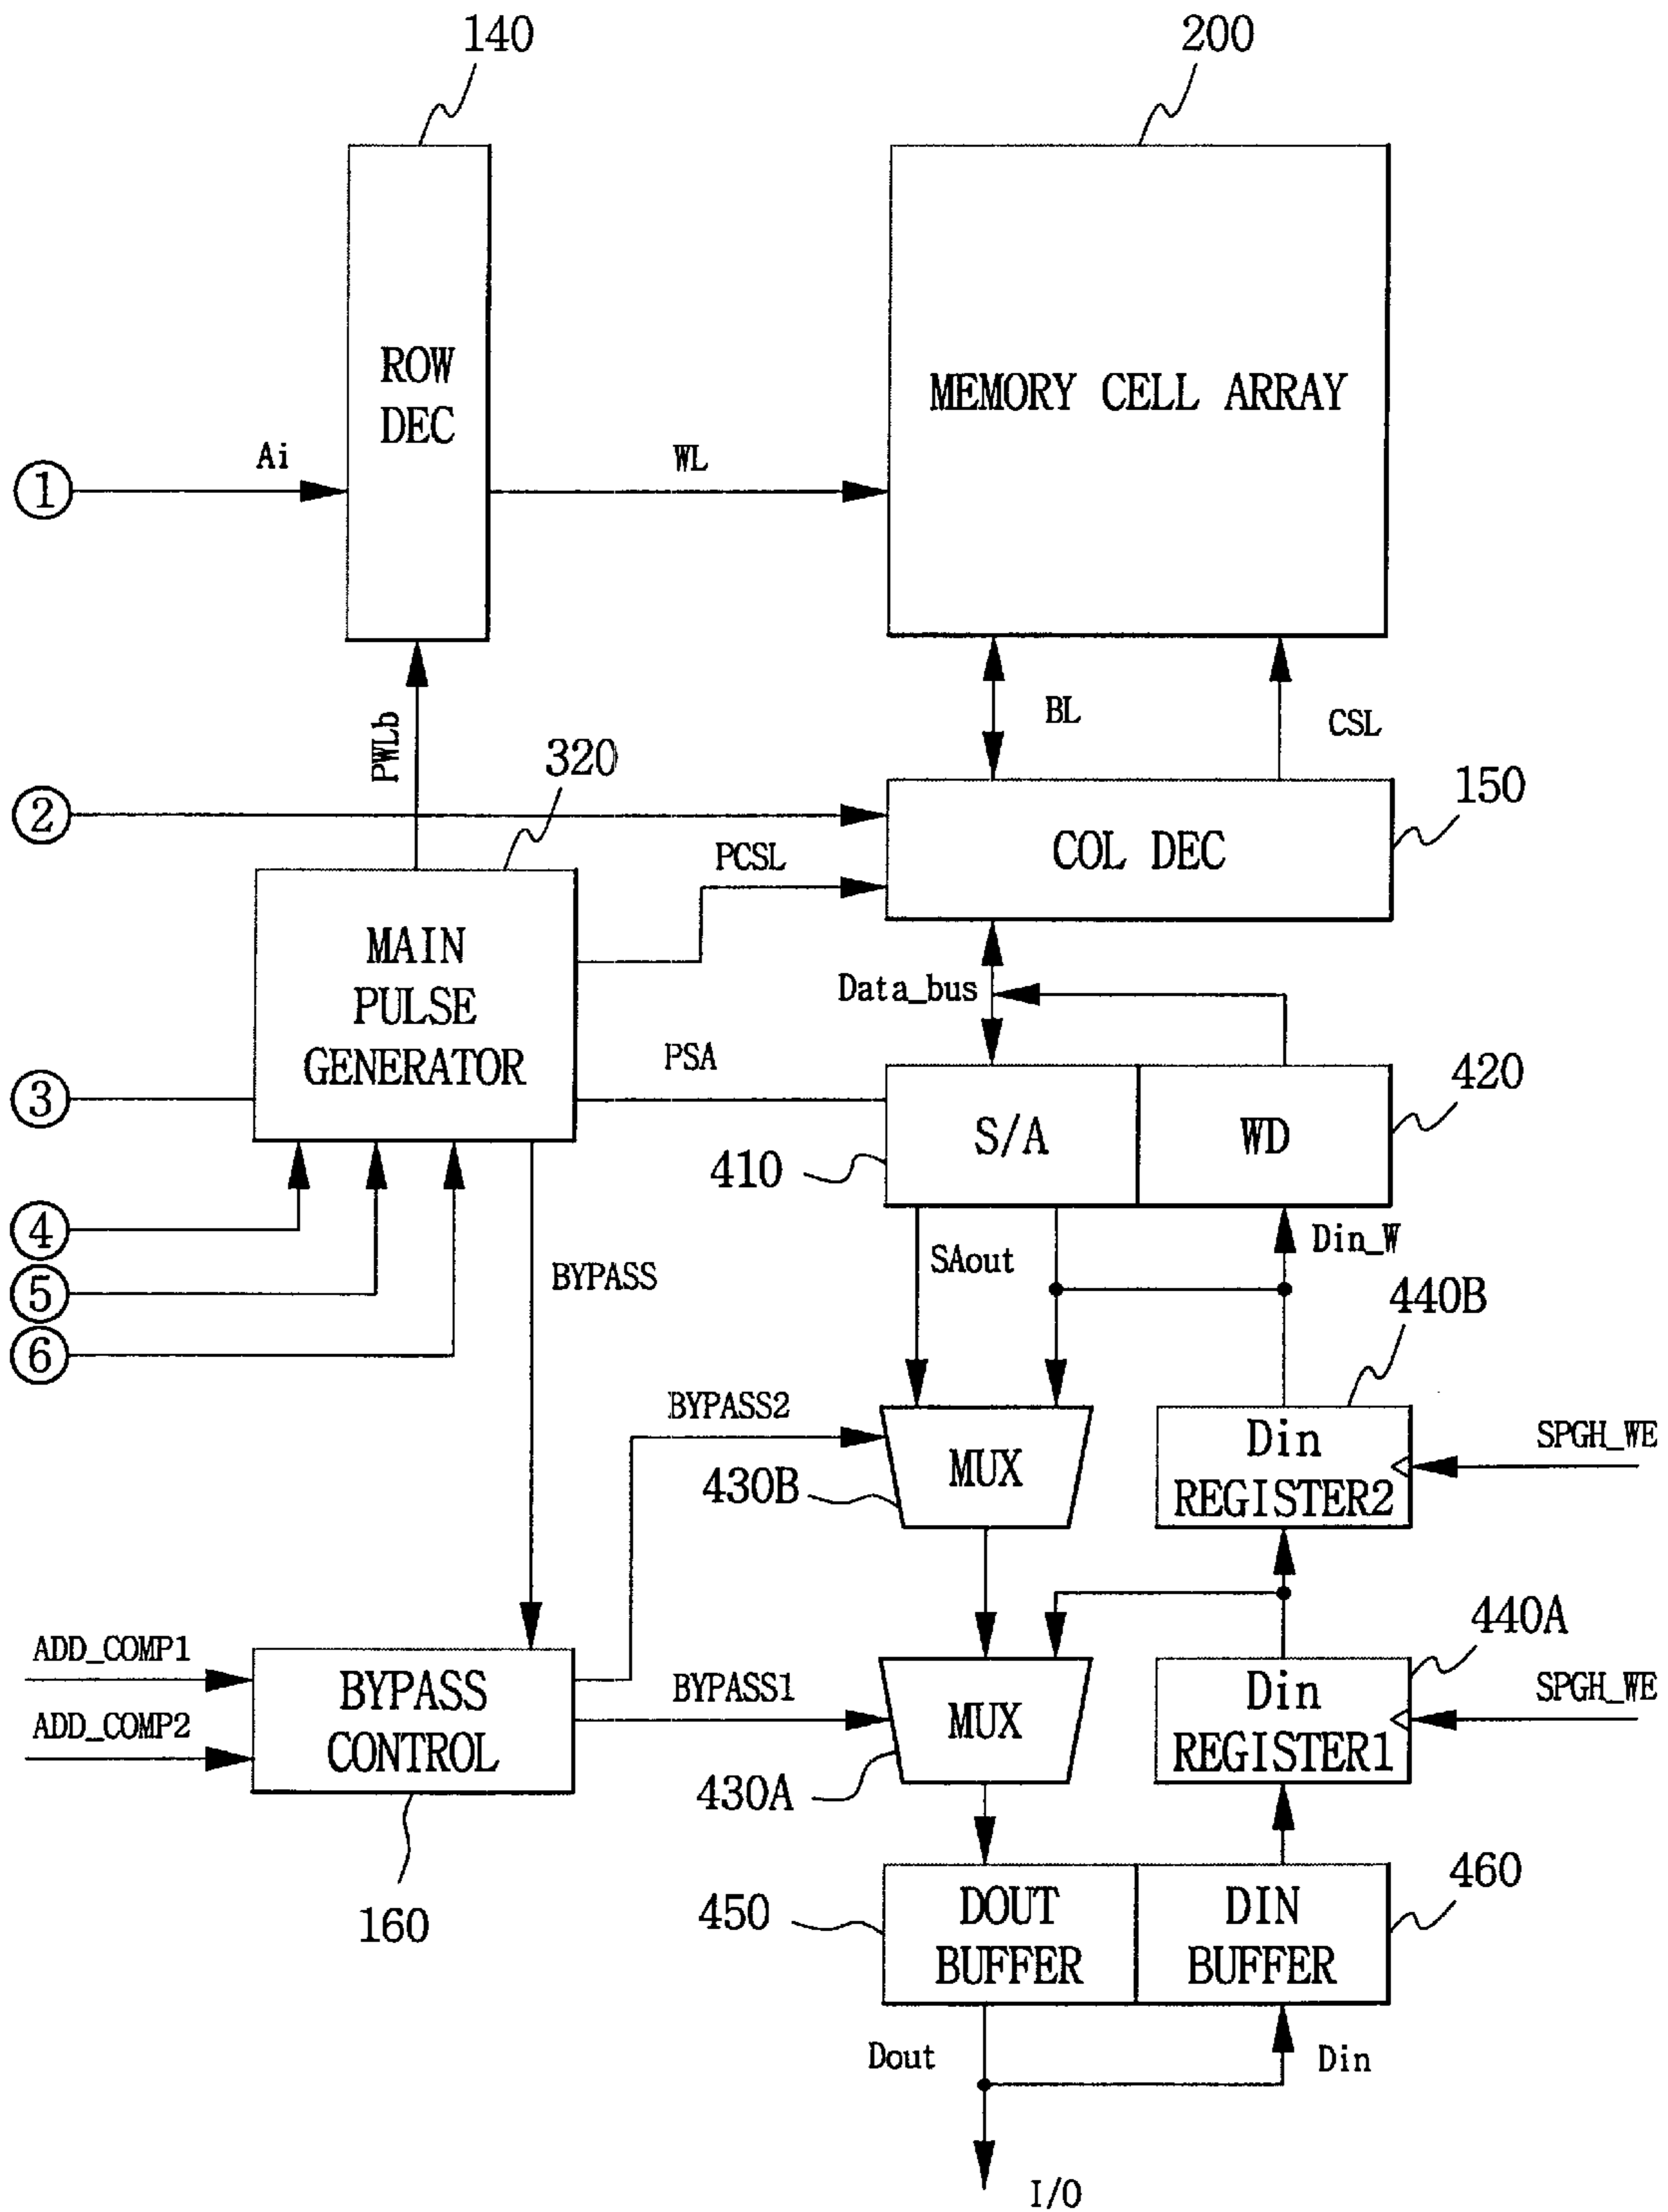 140
200
ROW
DEC
MEMORY CELL ARRAY
1
Ai
WL
PWLb
BL
CSL
320
150
2
COL DEC
PCSL
MAIN
PULSE
GENERATOR
Data_bus
PSA
3
420
S/A
WD
410
4
SAout
Din_W
5
BYPASS
440B
6
BYPASS2
MUX
Din
REGISTER2
SPGH_WE
430B
440A
ADD_COMP1
BYPASS
CONTROL
BYPASS1
MUX
Din
REGISTER1
SPGH_WE
ADD_COMP2
430A
160
450
DOUT
BUFFER
DIN
BUFFER
460
Dout
Din
I/O